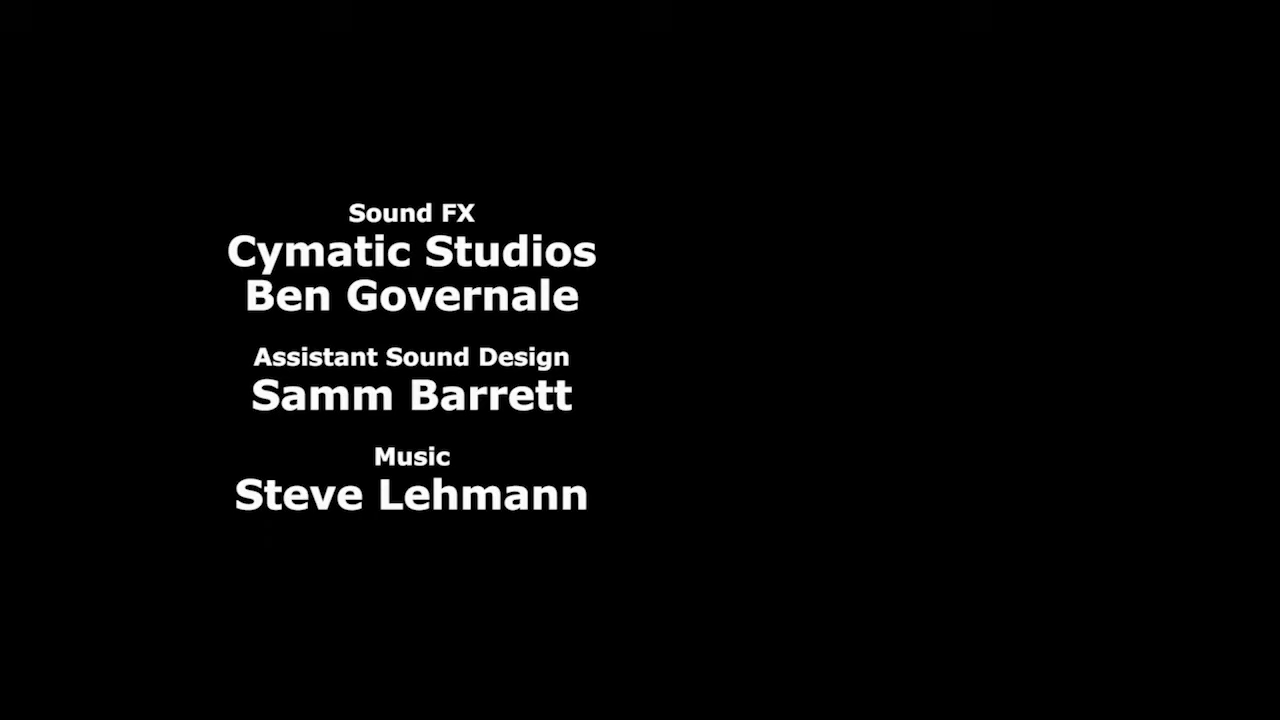 Sound FX
Cymatic Studios
Ben Governale
Assistant Sound Design
Samm Barrett
Music
Steve Lehmann